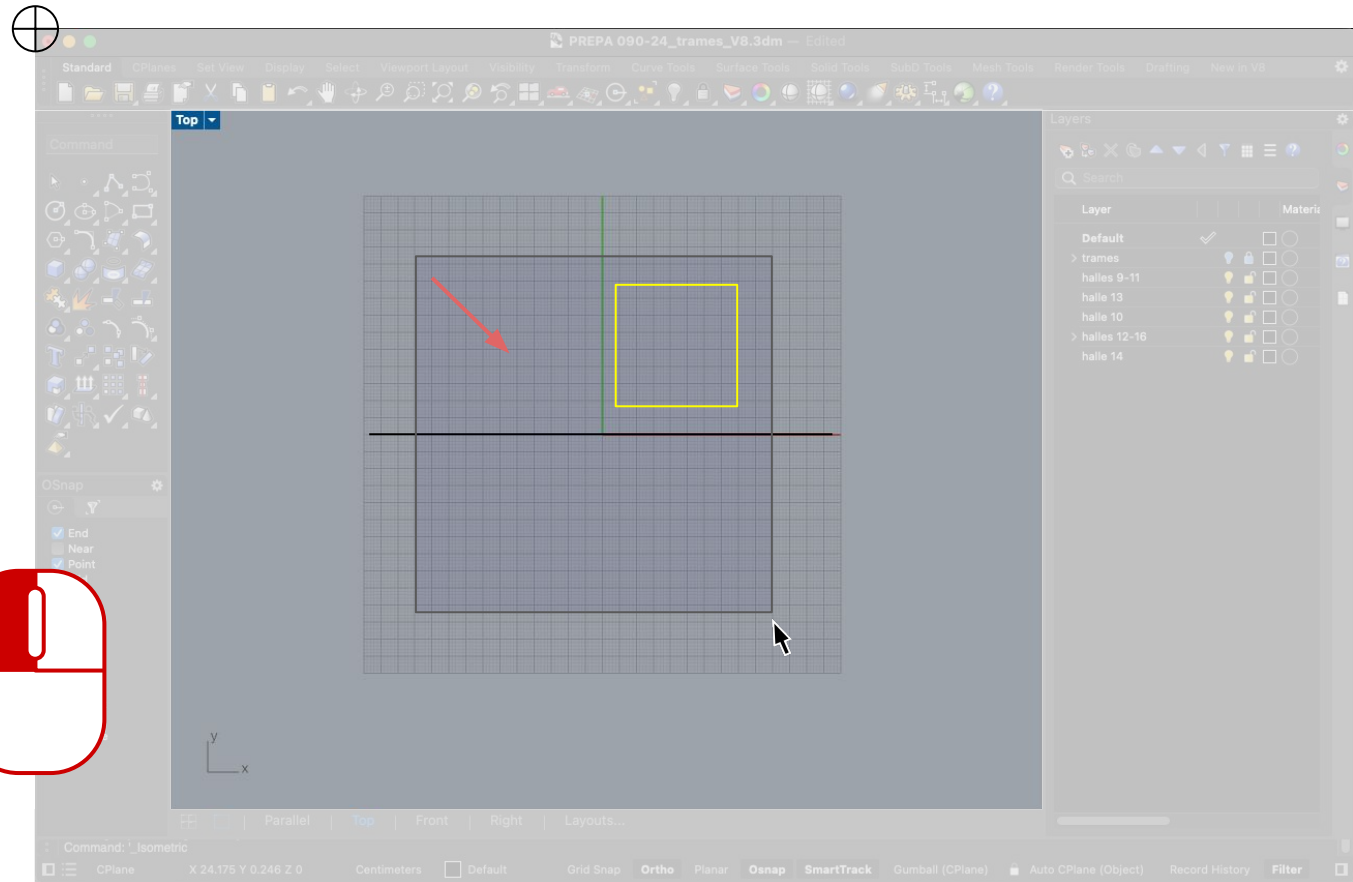 PREPA 090-24_trames_V8.3dm — Edited
Standard CPlanes Set View Display Select Viewport Layout Visibility Transform Curve Tools Surface Tools Solid Tools SubD Tools Mesh Tools Render Tools Drafting New in V8
Top
Layers
Command
Search
Layer Materia
Default
trames
halles 9-11
halle 13
halle 10
halles 12-16
halle 14
OSnap
End
Near
Point
y
x
Parallel Top Front Right Layouts...
Command: '_Isometric
CPlane X 24.175 Y 0.246 Z 0 Centimeters Default Grid Snap Ortho Planar Osnap SmartTrack Gumball (CPlane) Auto CPlane (Object) Record History Filter